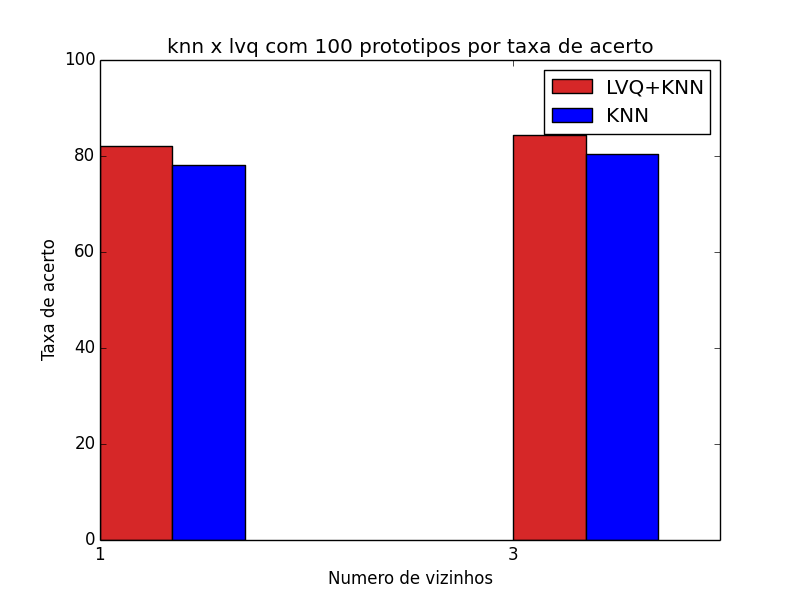 knn x lvq com 100 prototipos por taxa de acerto
100
80
60
40
20
0
Taxa de acerto
LVQ+KNN
KNN
1
3
Numero de vizinhos